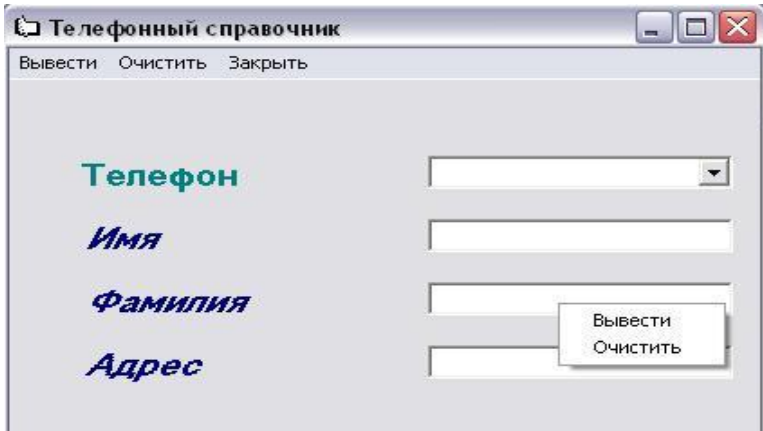 Телефонный справочник
Вывести Очистить Закрыть
Телефон
Имя
Фамилия
Вывести
Очистить
Адрес